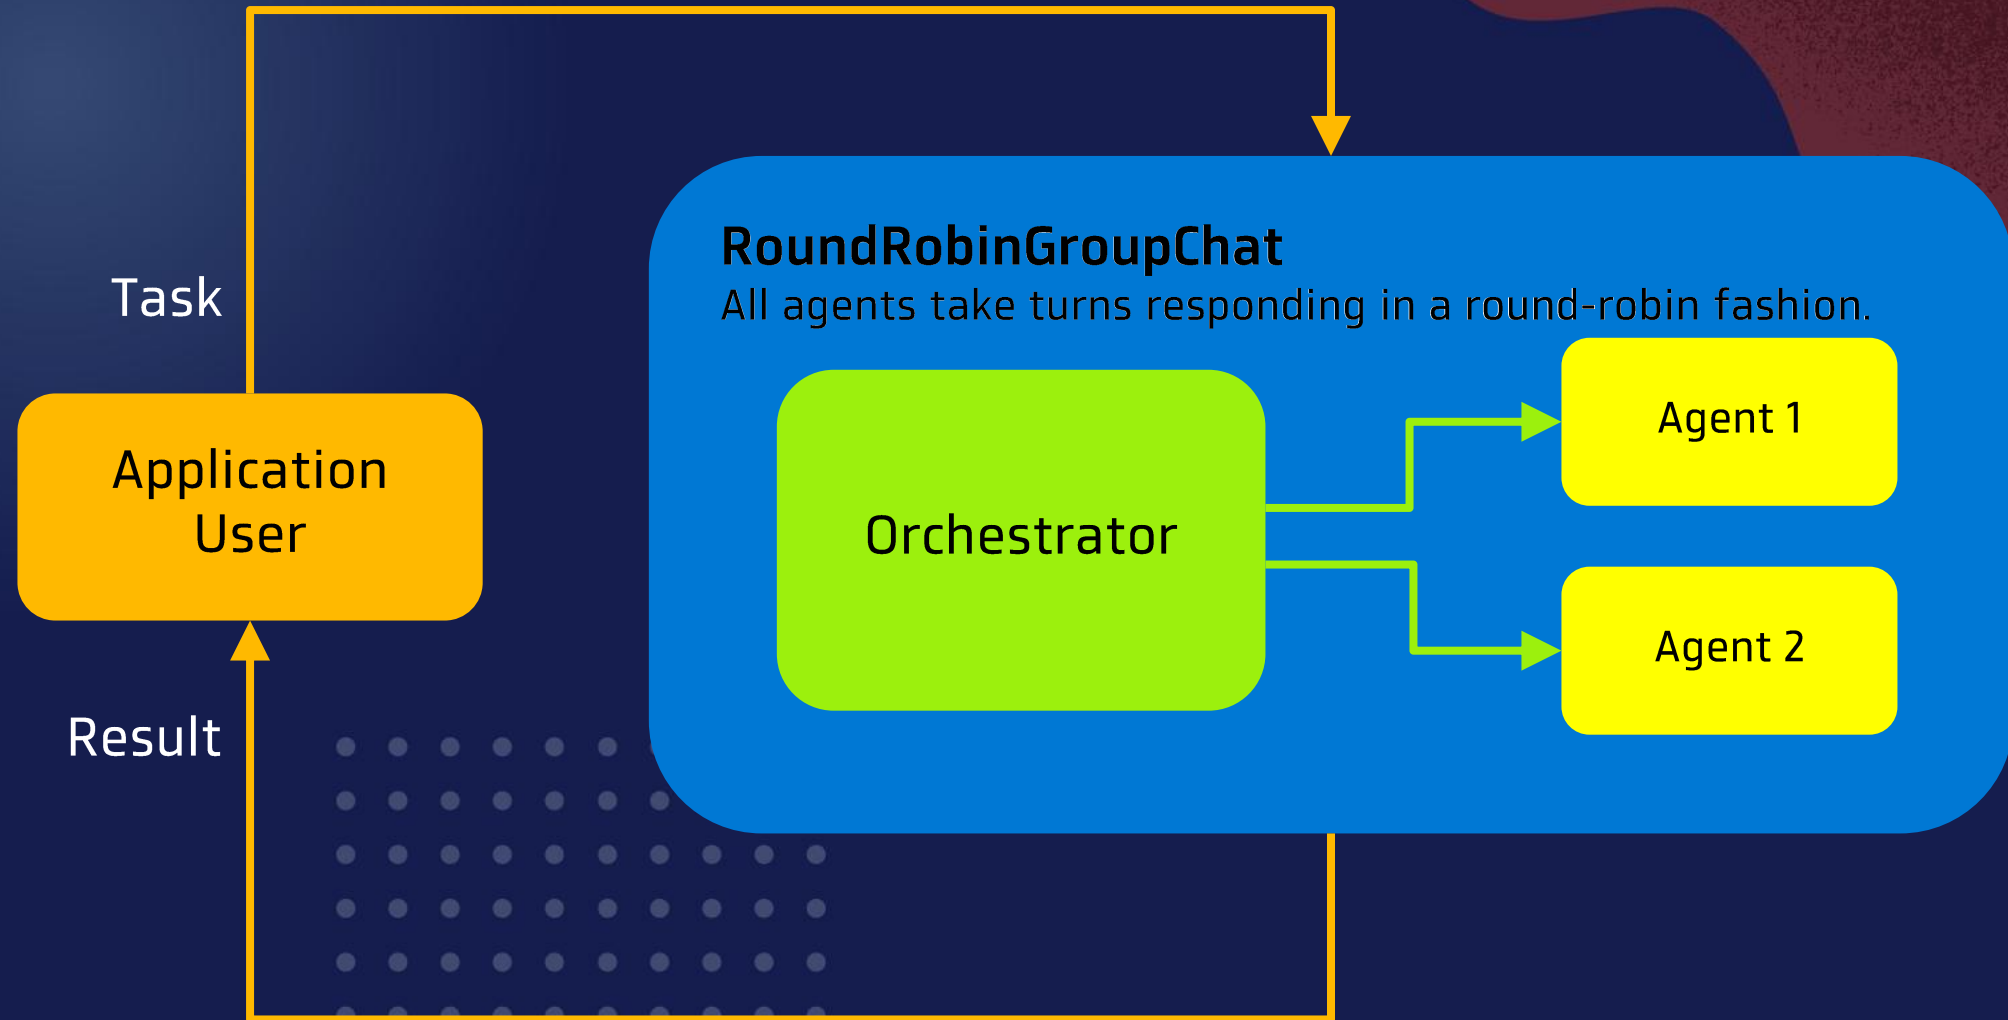 Task
RoundRobinGroupChat
All agents take turns responding in a round-robin fashion.
Agent 1
Application
User
Orchestrator
Agent 2
Result